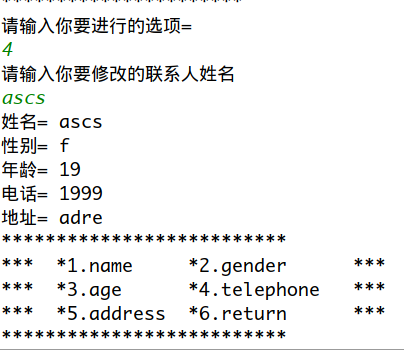 **********************
请输入你要进行的选项=
4
请输入你要修改的联系人姓名
ascs
姓名= ascs
性别= f
年龄= 19
电话= 1999
地址= adre
**************************
***  *1.name     *2.gender      ***
***  *3.age      *4.telephone   ***
***  *5.address  *6.return      ***
**************************